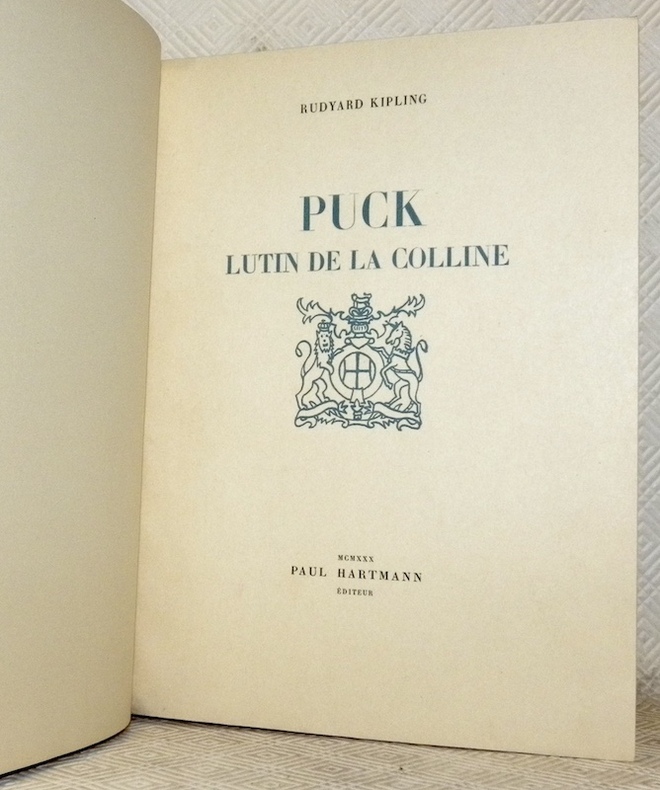 RUDYARD KIPLING
PUCK
LUTIN DE LA COLLINE
MCMXXX
PAUL HARTMANN
ÉDITEUR